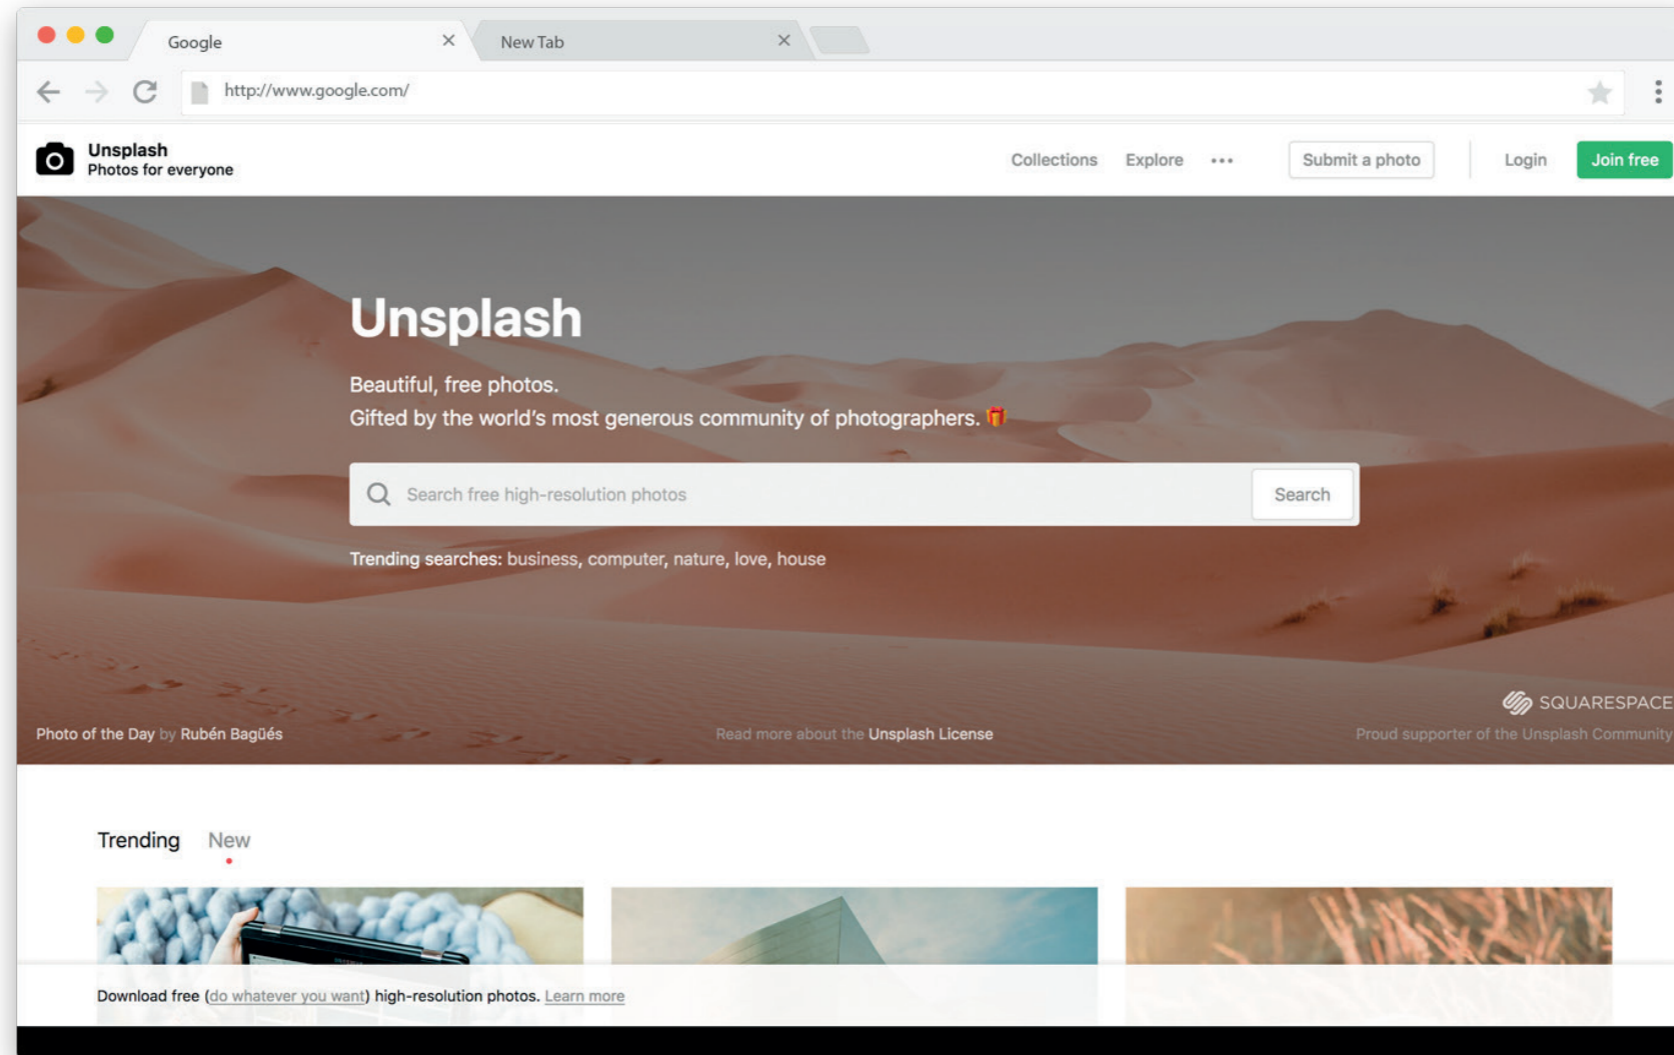 Google
New Tab
http://www.google.com/
Unsplash
Photos for everyone
Collections
Explore
Submit a photo
Login
Join free
Unsplash
Beautiful, free photos.
Gifted by the world's most generous community of photographers.
Search free high-resolution photos
Search
Trending searches: business, computer, nature, love, house
SQUARESPACE
Photo of the Day by Rubén Bagüés
Read more about the Unsplash License
Proud supporter of the Unsplash Community
Trending
New
Download free (do whatever you want) high-resolution photos. Learn more